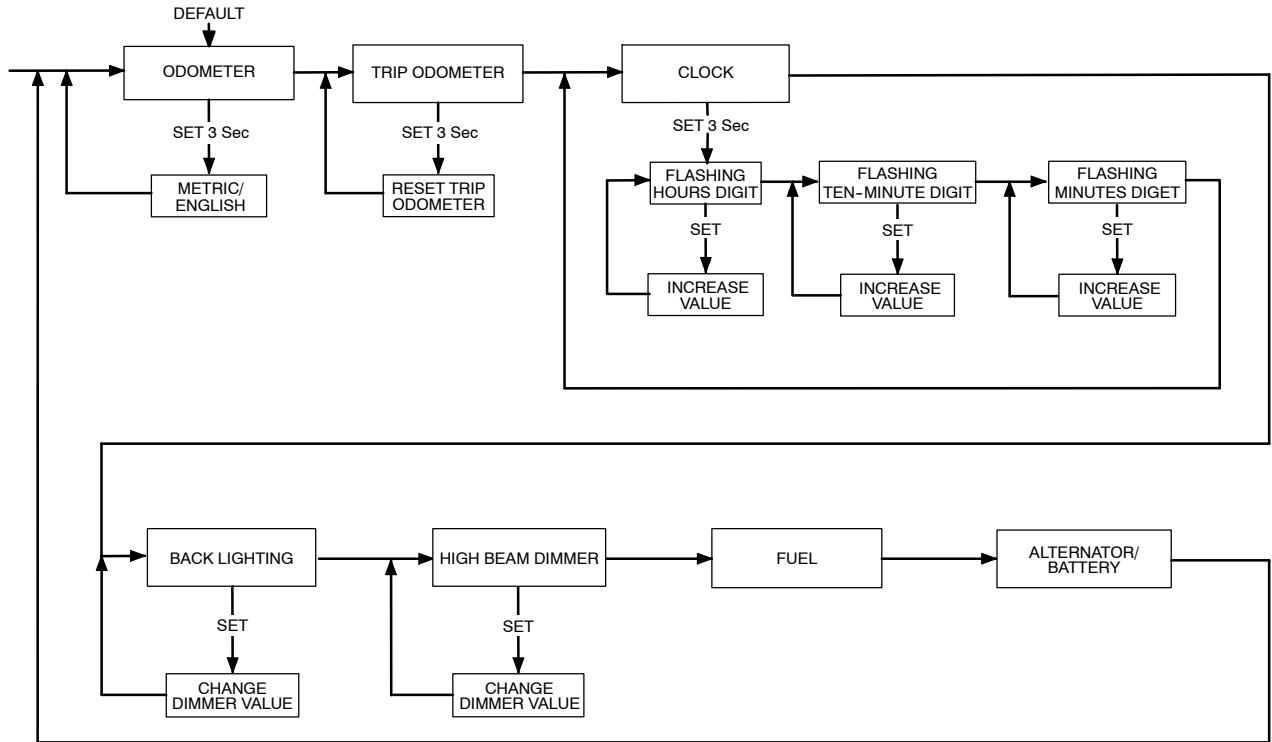 DEFAULT
ODOMETER
SET 3 Sec
METRIC/
ENGLISH
TRIP ODOMETER
SET 3 Sec
RESET TRIP
ODOMETER
CLOCK
SET 3 Sec
FLASHING
HOURS DIGIT
SET
INCREASE
VALUE
FLASHING
TEN-MINUTE DIGIT
SET
INCREASE
VALUE
FLASHING
MINUTES DIGET
SET
INCREASE
VALUE
BACK LIGHTING
SET
CHANGE
DIMMER VALUE
HIGH BEAM DIMMER
SET
CHANGE
DIMMER VALUE
FUEL
ALTERNATOR/
BATTERY